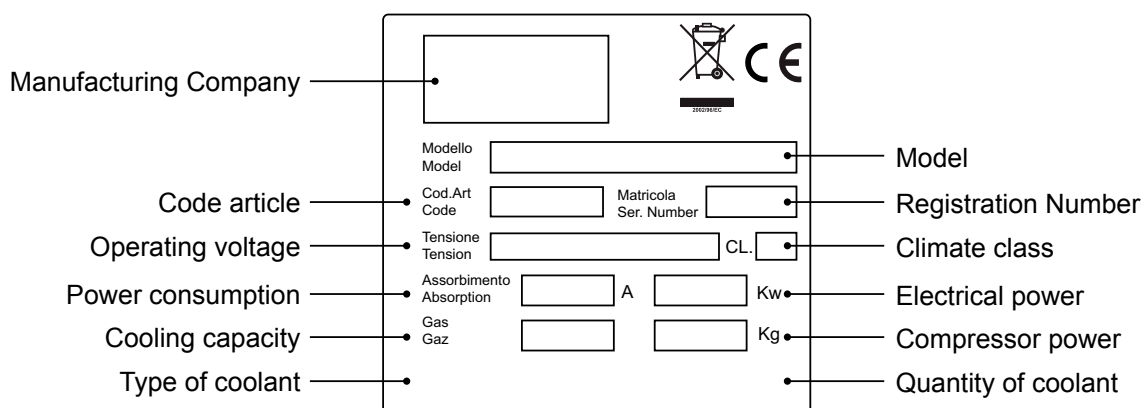 2002/96/EC
Manufacturing Company
Modello
Model
Model
Code article
Cod.Art
Code
Matricola
Ser. Number
Registration Number
Operating voltage
Tensione
Tension
CL.
Climate class
Power consumption
Assorbimento
Absorption
A
Kw
Electrical power
Cooling capacity
Gas
Gaz
Kg
Compressor power
Type of coolant
Quantity of coolant